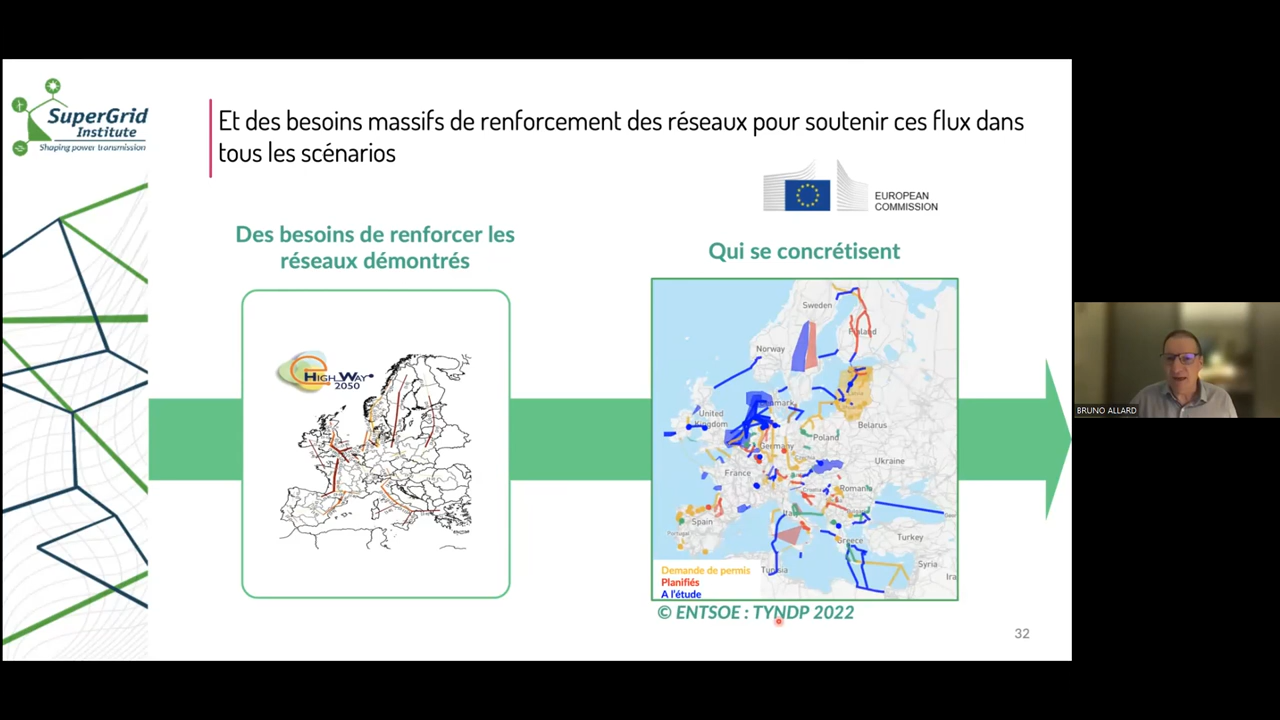 SuperGrid
Institute
Shaping power transmission
Et des besoins massifs de renforcement des réseaux pour soutenir ces flux dans
tous les scénarios
EUROPEAN
COMMISSION
Des besoins de renforcer les
réseaux démontrés
Qui se concrétisent
HIGHWAY
2050
Sweden
Finland
Norway
United
Kingdom
Denmark
Belarus
Poland
Germany
Ukraine
France
Romania
Spain
Portugal
Greece
Turkey
Syria
Tunisia
Demande de permis
Planifiés
A l'étude
© ENTSOE : TYNDP 2022
32
BRUNO ALLARD